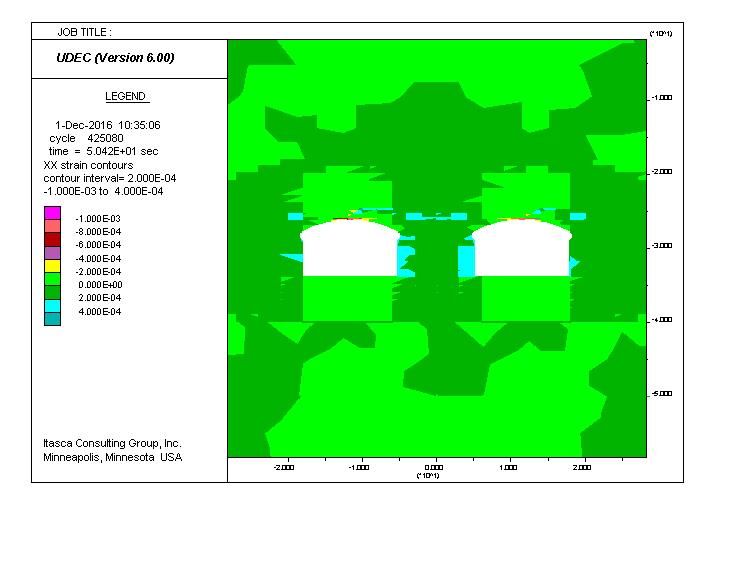 JOB TITLE :
UDEC (Version 6.00)
LEGEND
1-Dec-2016 10:35:06
cycle 425080
time = 5.042E+01 sec
XX strain contours
contour interval= 2.000E-04
-1.000E-03 to 4.000E-04
-1.000E-03
-8.000E-04
-6.000E-04
-4.000E-04
-2.000E-04
0.000E+00
2.000E-04
4.000E-04
Itasca Consulting Group, Inc.
Minneapolis, Minnesota USA
(*10^1)
-1.000
-2.000
-3.000
-4.000
-5.000
-2.000 -1.000 0.000 1.000 2.000
(*10^1)